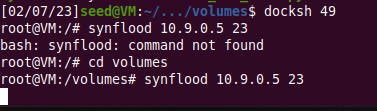 [02/07/23]seed@VM:~/.../volumes$ docksh 49
root@VM:/# synflood 10.9.0.5 23
bash: synflood: command not found
root@VM:/# cd volumes
root@VM:/volumes# synflood 10.9.0.5 23